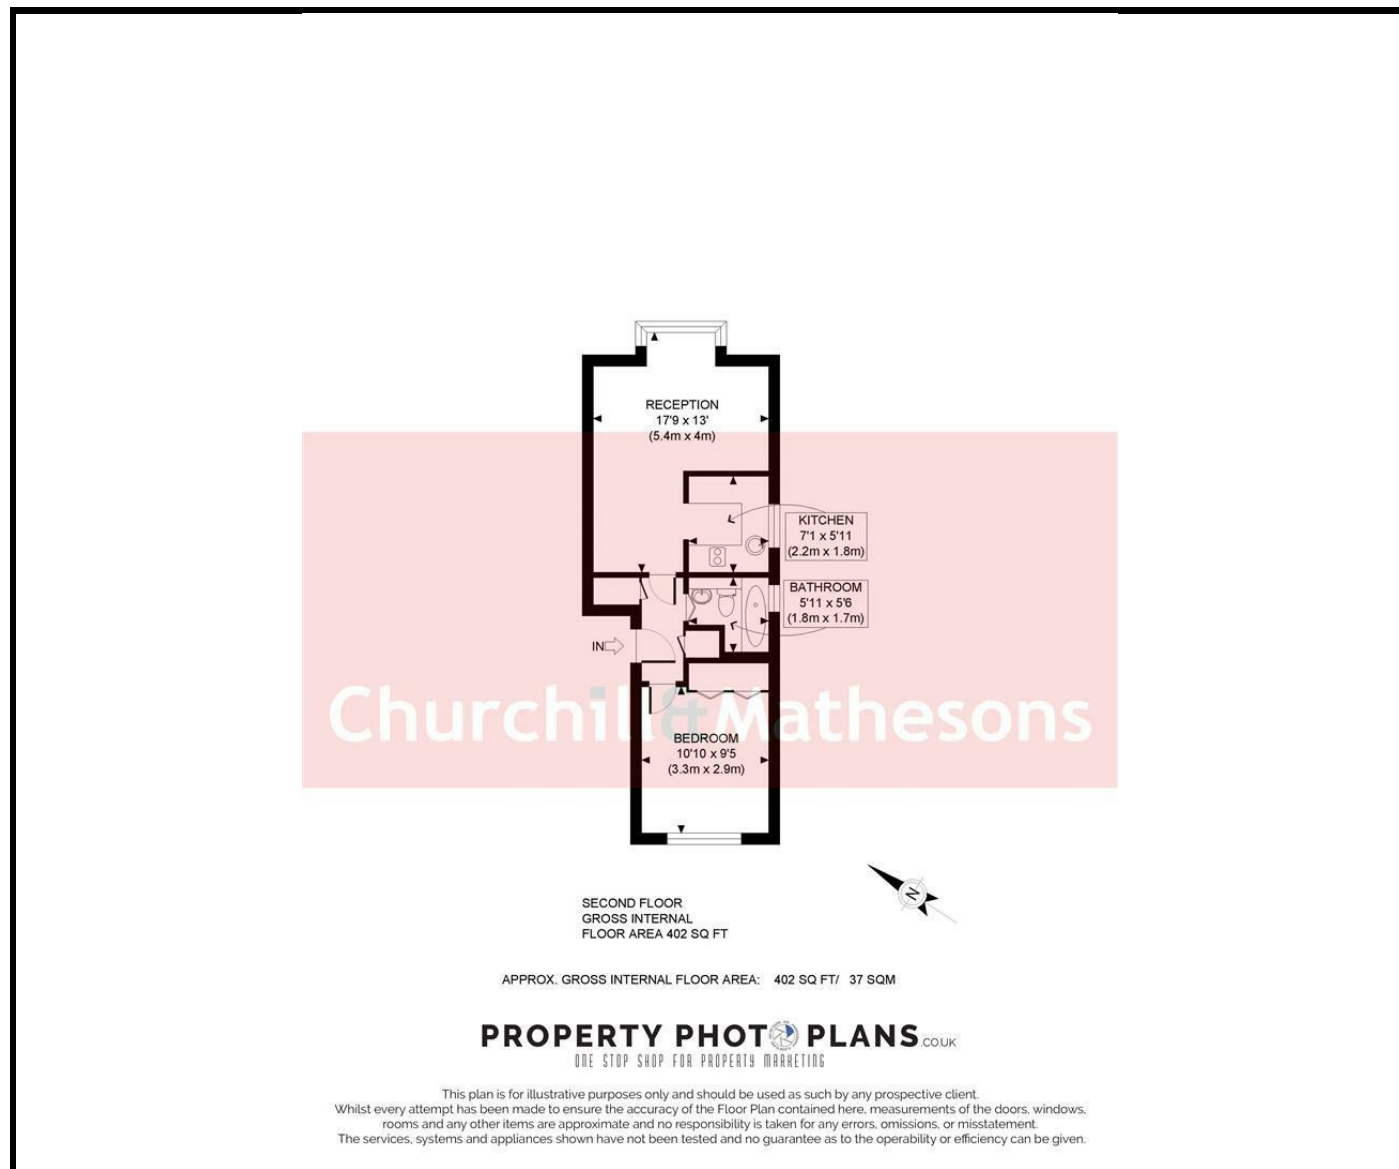 RECEPTION
17'9 x 13'
(5.4m x 4m)
KITCHEN
7'1 x 5'11
(2.2m x 1.8m)
BATHROOM
5'11 x 5'6
(1.8m x 1.7m)
IN
Churchill & Mathesons
BEDROOM
10'10 x 9'5
(3.3m x 2.9m)
N
SECOND FLOOR
GROSS INTERNAL
FLOOR AREA 402 SQ FT
APPROX. GROSS INTERNAL FLOOR AREA: 402 SQ FT/ 37 SQM
PROPERTY PHOTO PLANS.CO.UK
ONE STOP SHOP FOR PROPERTY MARKETING
This plan is for illustrative purposes only and should be used as such by any prospective client.
Whilst every attempt has been made to ensure the accuracy of the Floor Plan contained here, measurements of the doors, windows,
rooms and any other items are approximate and no responsibility is taken for any errors, omissions, or misstatement.
The services, systems and appliances shown have not been tested and no guarantee as to the operability or efficiency can be given.